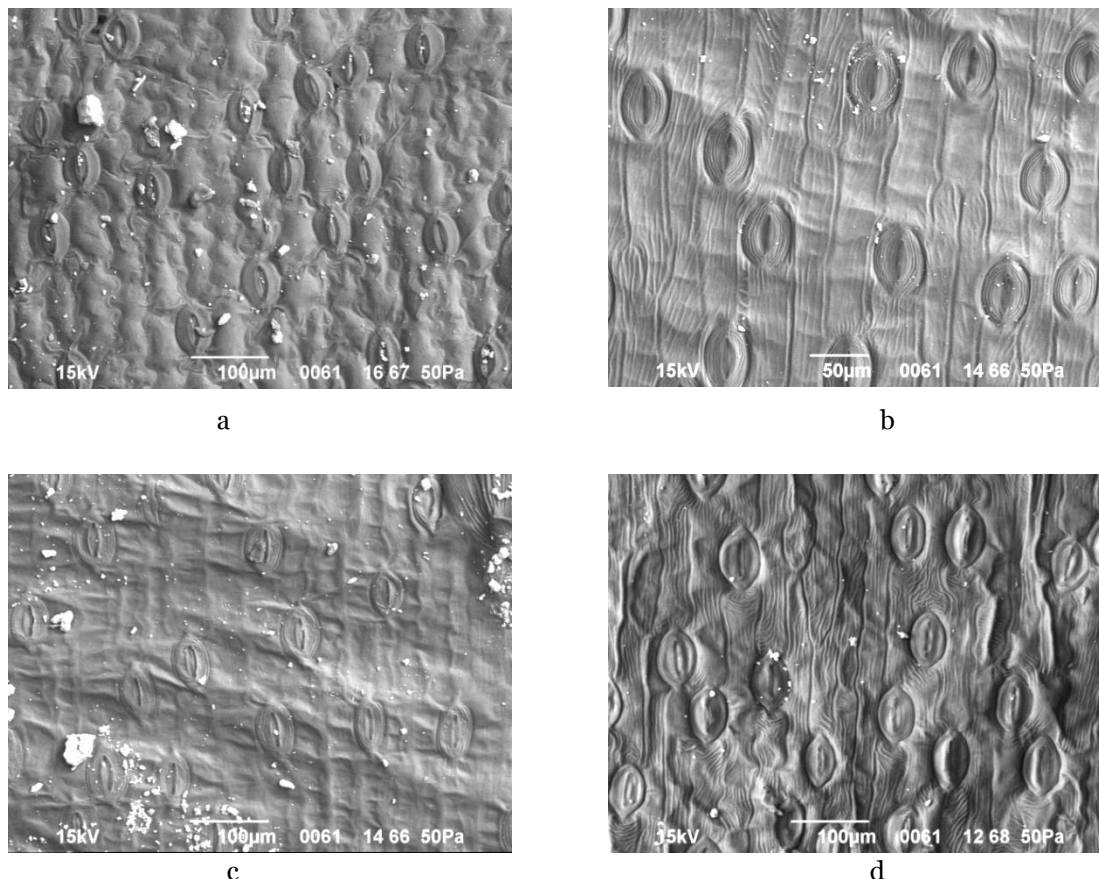 15kV 100µm 0061 16 67 50Pa
a
15kV 50µm 0061 14 66 50Pa
b
15kV 100µm 0061 14 66 50Pa
c
15kV 100µm 0061 12 68 50Pa
d